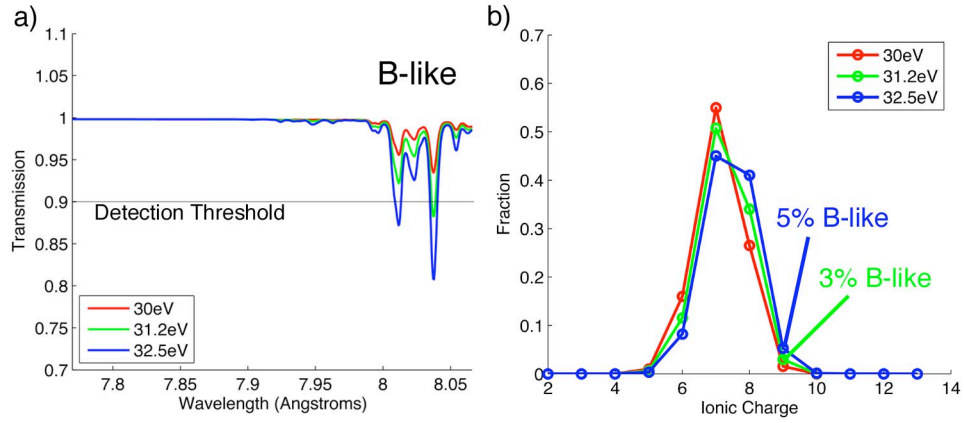 a)
1.1
1.05
1
0.95
0.9
0.85
0.8
0.75
0.7
Transmission
B-like
Detection Threshold
30eV
31.2eV
32.5eV
7.8 7.85 7.9 7.95 8 8.05
Wavelength (Angstroms)
b)
0.7
0.6
0.5
0.4
0.3
0.2
0.1
0
Fraction
30eV
31.2eV
32.5eV
5% B-like
3% B-like
2 4 6 8 10 12 14
Ionic Charge